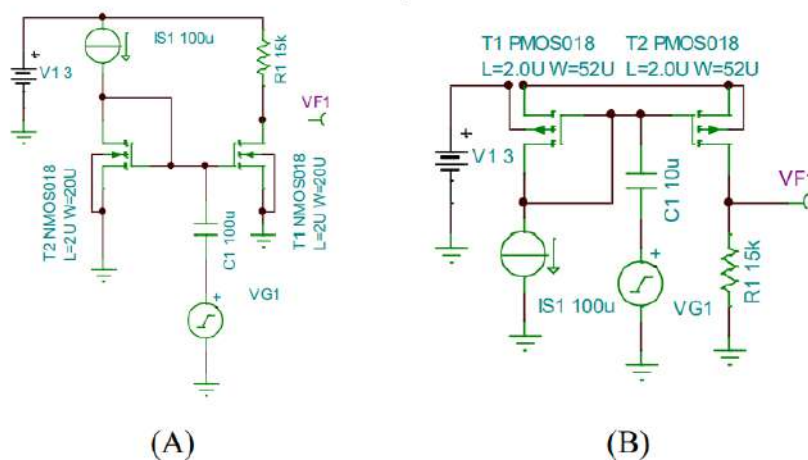 IS1 100u
V1 3
R1 15k
VF1
T2 NMOS018
L=2U W=20U
C1 100u
T1 NMOS018
L=2U W=20U
VG1
(A)
T1 PMOS018
L=2.0U W=52U
T2 PMOS018
L=2.0U W=52U
V1 3
C1 10u
VF1
IS1 100u
VG1
R1 15k
(B)